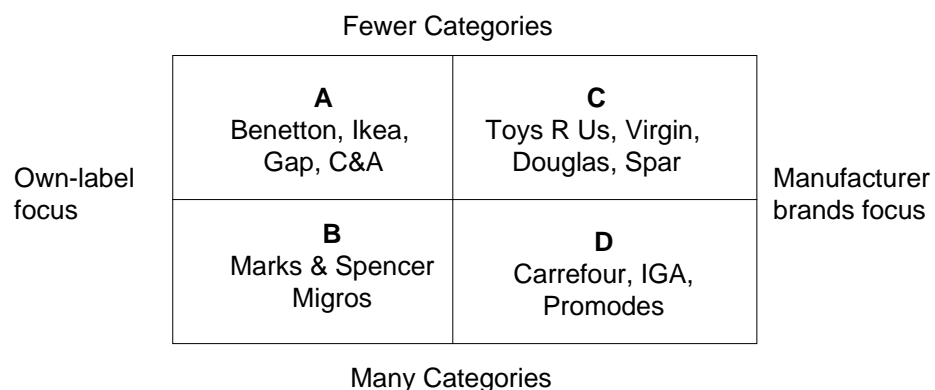 Fewer Categories
A
Benetton, Ikea,
Gap, C&A
C
Toys R Us, Virgin,
Douglas, Spar
Own-label
focus
Manufacturer
brands focus
B
Marks & Spencer
Migros
D
Carrefour, IGA,
Promodes
Many Categories